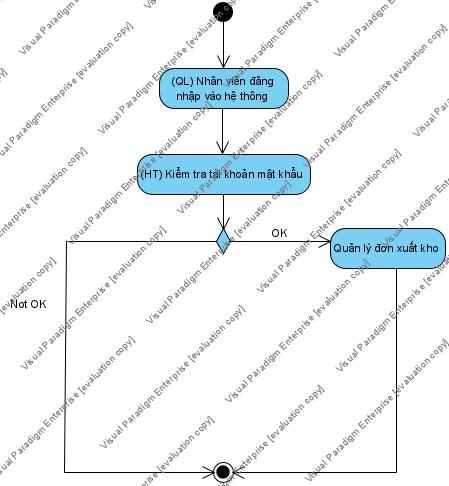 (QL) Nhân viên đăng
nhập vào hệ thông
(HT) Kiểm tra tài khoản mật khẩu
OK
Quản lý đơn xuất kho
Not OK
Visual Paradigm Enterprise [evaluation copy]